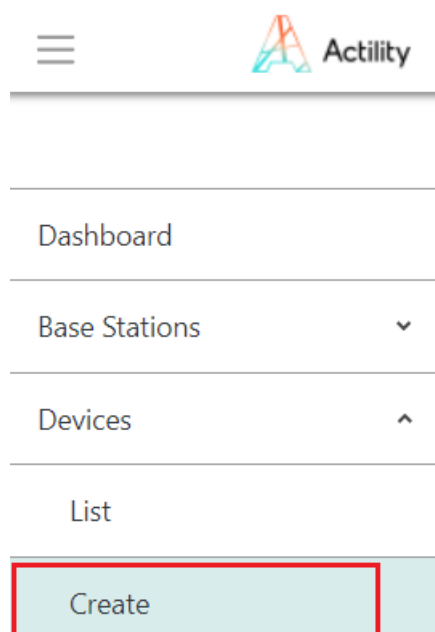 Actility
Dashboard
Base Stations
Devices
List
Create